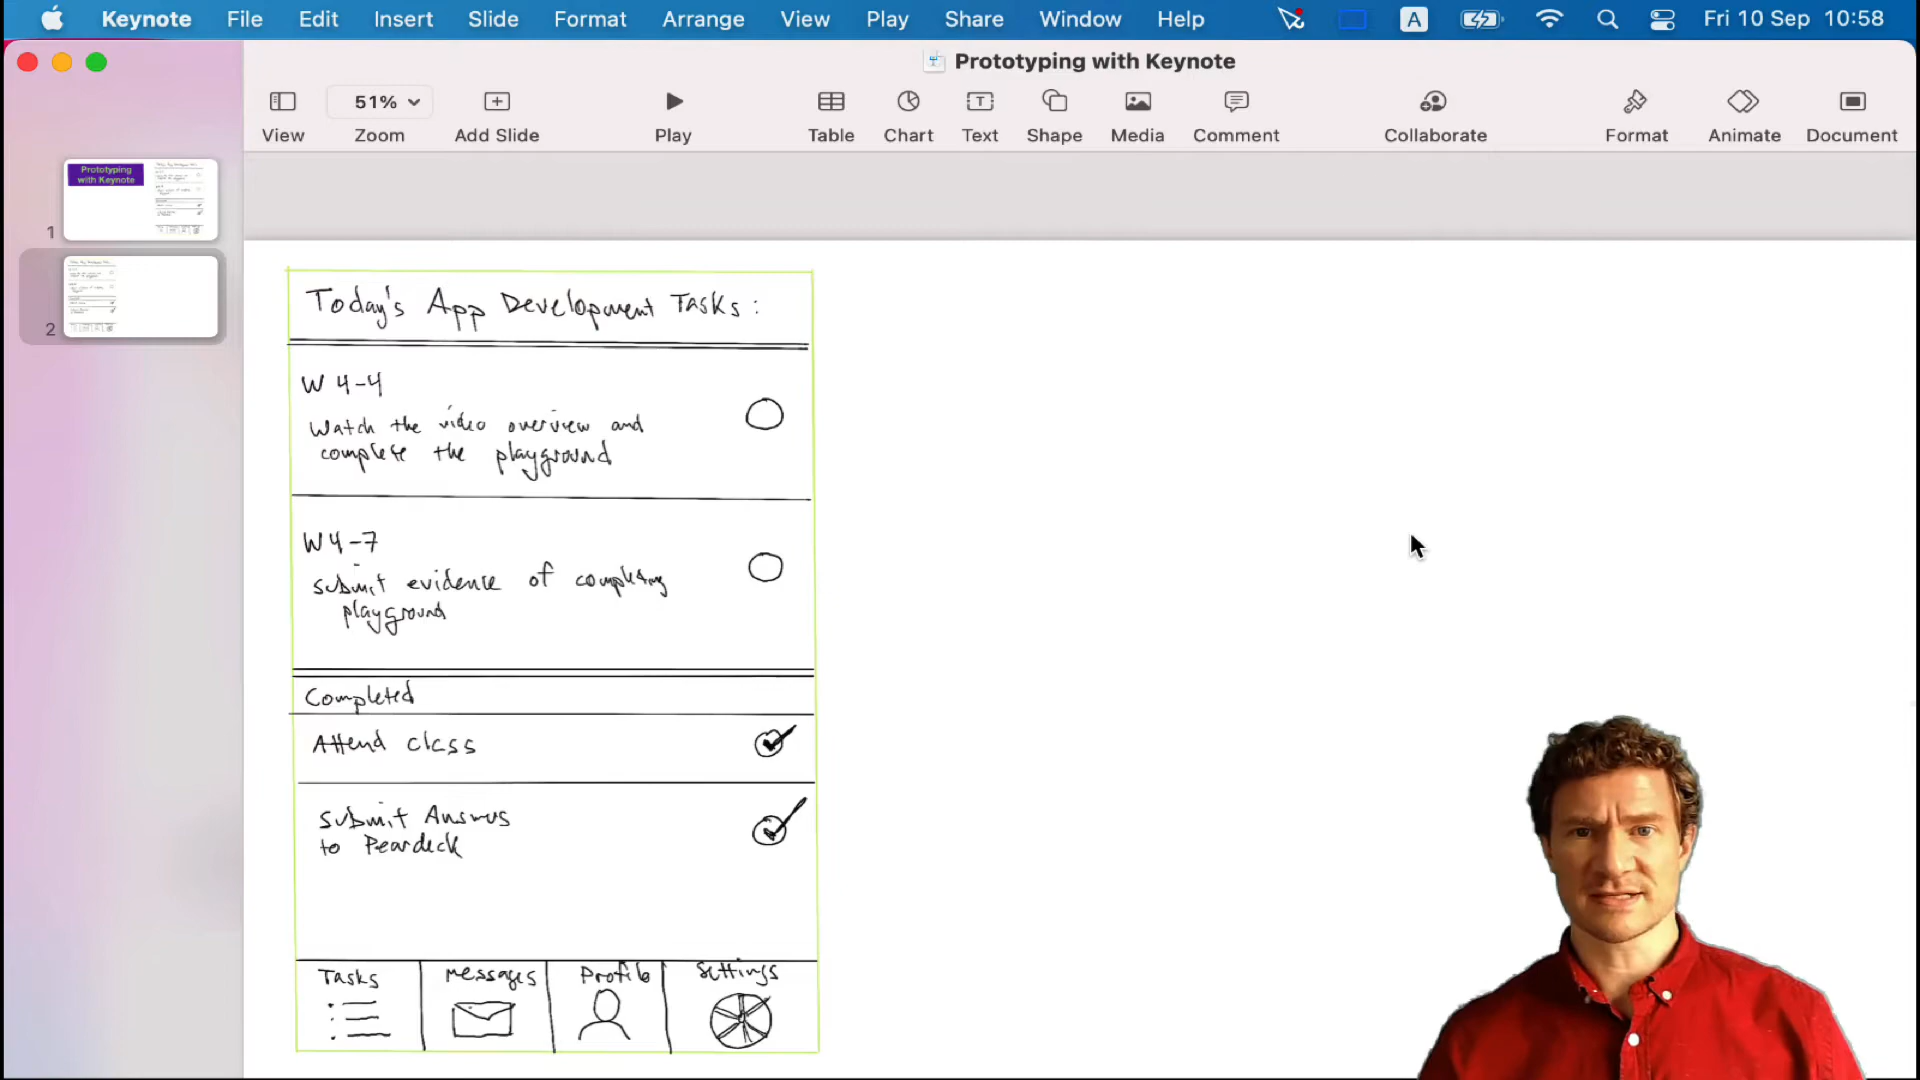 Keynote File Edit Insert Slide Format Arrange View Play Share Window Help A Fri 10 Sep 10:58
Prototyping with Keynote
51%
View Zoom Add Slide Play Table Chart Text Shape Media Comment Collaborate Format Animate Document
Prototyping
with Keynote
1
2
Today's App Development Tasks:
W 4-4
Watch the video overview and
complete the playground
W4-7
submit evidence of completing
playground
Completed
Attend class
Submit Answers
to Peardeck
Tasks Messages Profile Settings